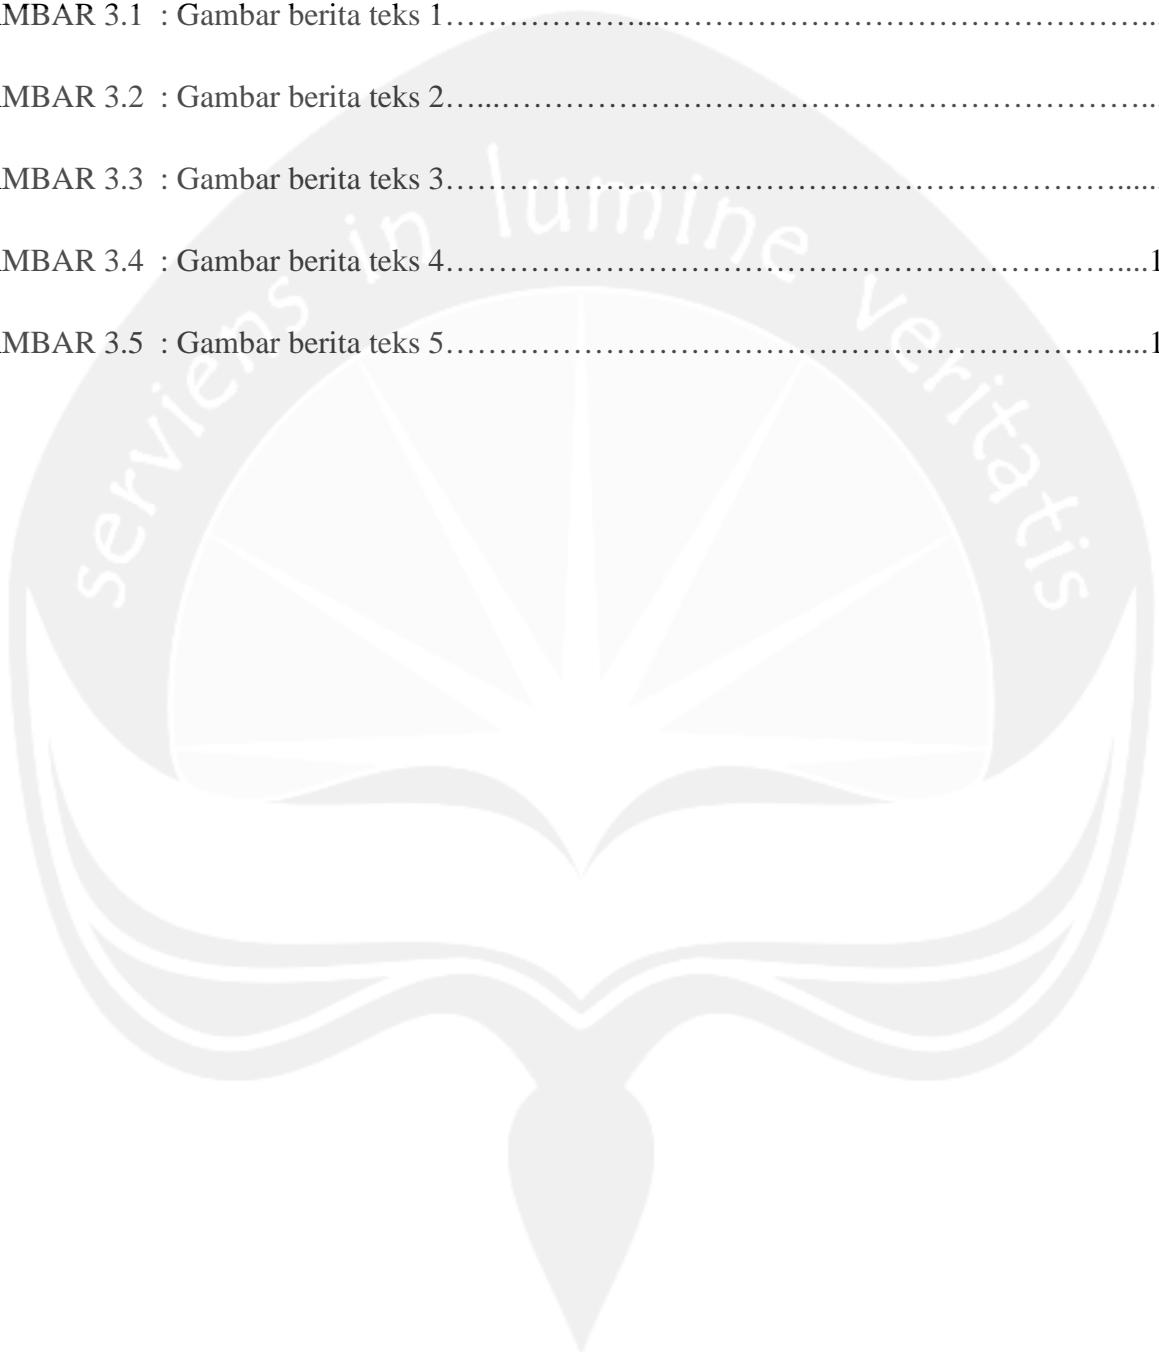 MBAR 3.1 : Gambar berita teks 1………………...………………………………………...
MBAR 3.2 : Gambar berita teks 2…...……………………………………………………...
MBAR 3.3 : Gambar berita teks 3……………………………………………………….....
MBAR 3.4 : Gambar berita teks 4………………………………………………………....1
MBAR 3.5 : Gambar berita teks 5………………………………………………………....1
serviens in lumine veritatis